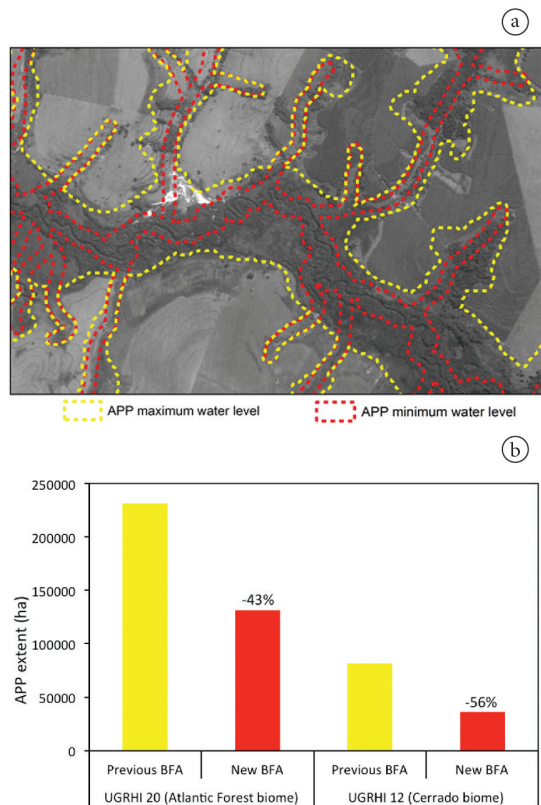 a
APP maximum water level
APP minimum water level
b
250000
200000
150000
100000
50000
0
APP extent (ha)
-43%
-56%
Previous BFA
New BFA
Previous BFA
New BFA
UGRHI 20 (Atlantic Forest biome)
UGRHI 12 (Cerrado biome)